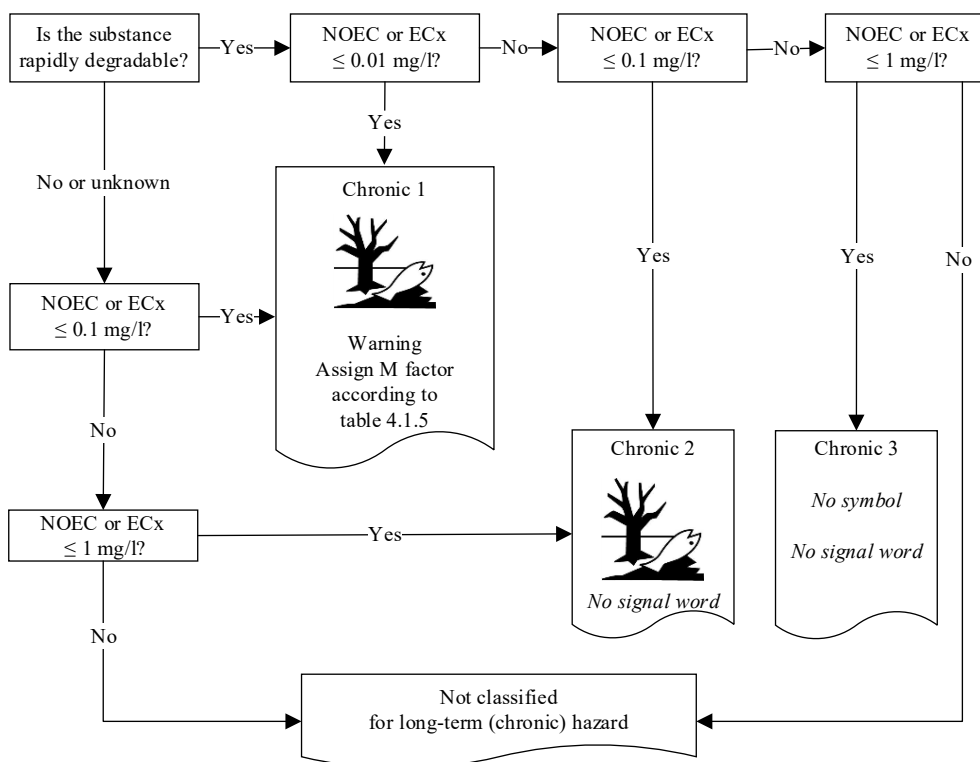 Is the substance
rapidly degradable?
Yes
NOEC or ECx
≤ 0.01 mg/l?
No
NOEC or ECx
≤ 0.1 mg/l?
No
NOEC or ECx
≤ 1 mg/l?
Yes
No or unknown
Chronic 1
Warning
Assign M factor
according to
table 4.1.5
Yes
Yes
No
NOEC or ECx
≤ 0.1 mg/l?
Yes
No
Chronic 2
No signal word
Chronic 3
No symbol
No signal word
NOEC or ECx
≤ 1 mg/l?
Yes
No
Not classified
for long-term (chronic) hazard